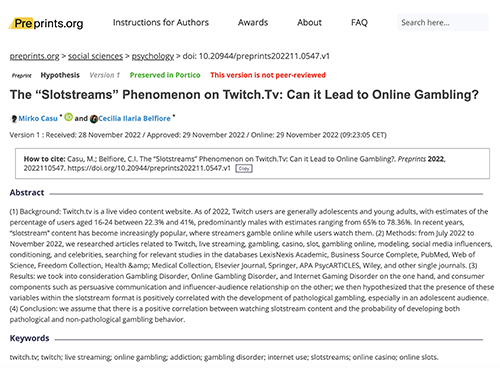 Preprints.org
Instructions for Authors Awards About FAQ Search here...
preprints.org > social sciences > psychology > doi: 10.20944/preprints202211.0547.v1
Preprint Hypothesis Version 1 Preserved in Portico This version is not peer-reviewed
The “Slotstreams” Phenomenon on Twitch.Tv: Can it Lead to Online Gambling?
Mirko Casu * iD and Cecilia Ilaria Belfiore *
Version 1 : Received: 28 November 2022 / Approved: 29 November 2022 / Online: 29 November 2022 (09:23:05 CET)
How to cite: Casu, M.; Belfiore, C.I. The “Slotstreams” Phenomenon on Twitch.Tv: Can it Lead to Online Gambling?. Preprints 2022,
2022110547. https://doi.org/10.20944/preprints202211.0547.v1 Copy
Abstract
(1) Background: Twitch.tv is a live video content website. As of 2022, Twitch users are generally adolescents and young adults, with estimates of the
percentage of users aged 16-24 between 22.3% and 41%, predominantly males with estimates ranging from 65% to 78.36%. In recent years,
“slotstream” content has become increasingly popular, where streamers gamble online while users watch them. (2) Methods: from July 2022 to
November 2022, we researched articles related to Twitch, live streaming, gambling, casino, slot, gambling online, modeling, social media influencers,
conditioning, and celebrities, searching for relevant studies in the databases LexisNexis Academic, Business Source Complete, PubMed, Web of
Science, Freedom Collection, Health &amp; Medical Collection, Elsevier Journal, Springer, APA PsycARTICLES, Wiley, and other single journals. (3)
Results: we took into consideration Gambling Disorder, Online Gambling Disorder, and Internet Gaming Disorder on the one hand, and consumer
components such as persuasive communication and influencer-audience relationship on the other; we then hypothesized that the presence of these
variables within the slotstream format is positively correlated with the development of pathological gambling, especially in an adolescent audience.
(4) Conclusion: we assume that there is a positive correlation between watching slotstream content and the probability of developing both
pathological and non-pathological gambling behavior.
Keywords
twitch.tv; twitch; live streaming; online gambling; addiction; gambling disorder; internet use; slotstreams; online casino; online slots.